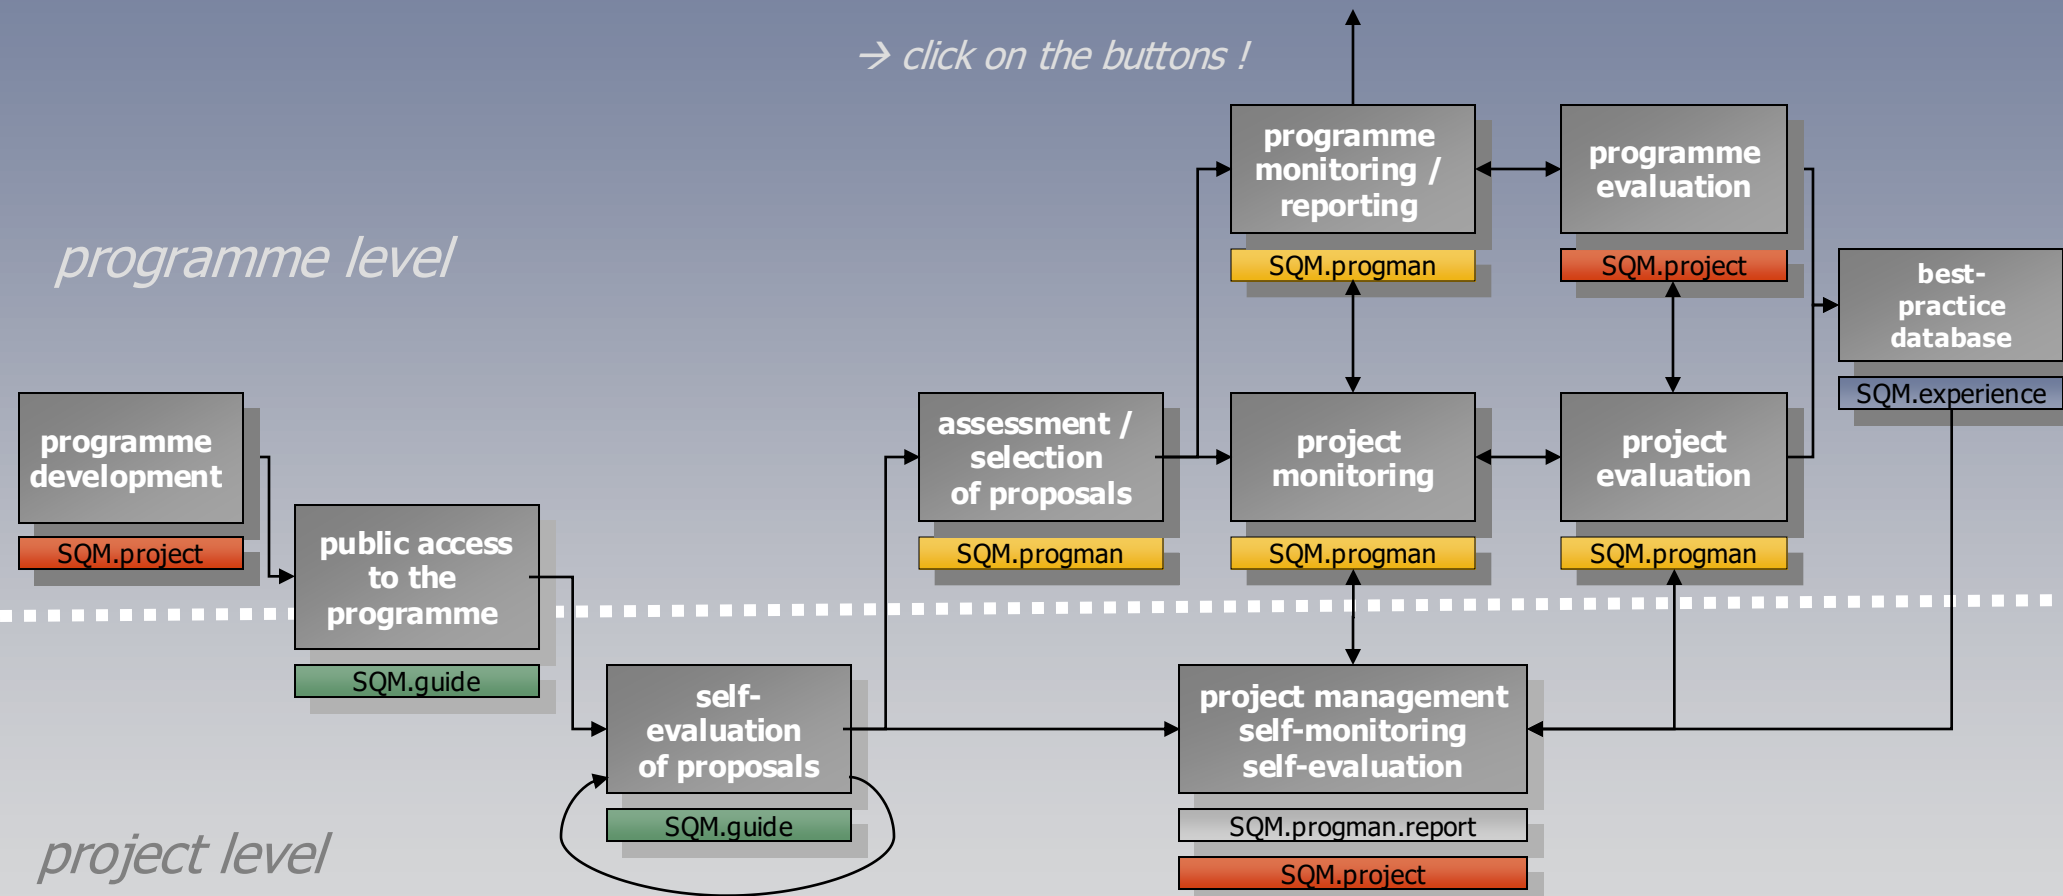 → click on the buttons !
programme
monitoring /
reporting
SQM.progman
programme
evaluation
SQM.project
programme level
best-
practice
database
SQM.experience
programme
development
SQM.project
public access
to the
programme
SQM.guide
assessment /
selection
of proposals
SQM.progman
project
monitoring
SQM.progman
project
evaluation
SQM.progman
self-
evaluation
of proposals
SQM.guide
project management
self-monitoring
self-evaluation
SQM.progman.report
SQM.project
project level